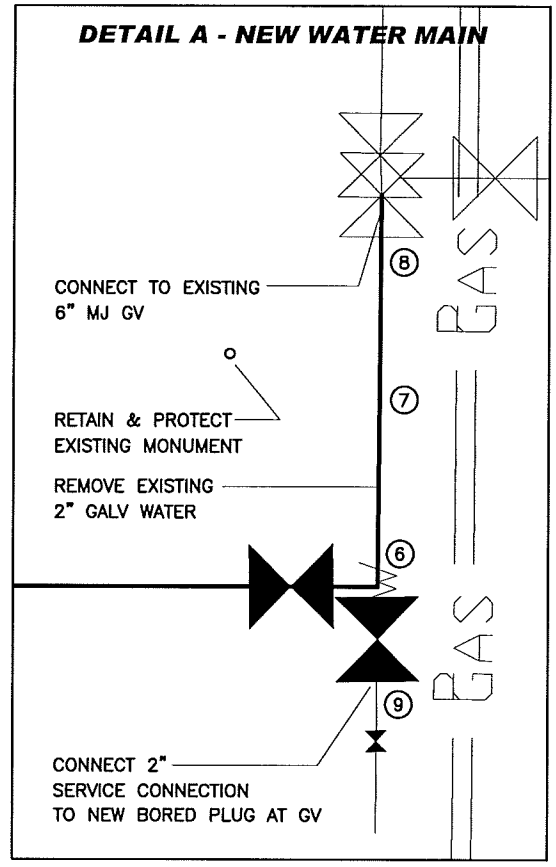 DETAIL A - NEW WATER MAIN
8
CONNECT TO EXISTING
6" MJ GV
GAS
7
RETAIN & PROTECT
EXISTING MONUMENT
REMOVE EXISTING
2" GALV WATER
6
W
GAS
9
CONNECT 2"
SERVICE CONNECTION
TO NEW BORED PLUG AT GV